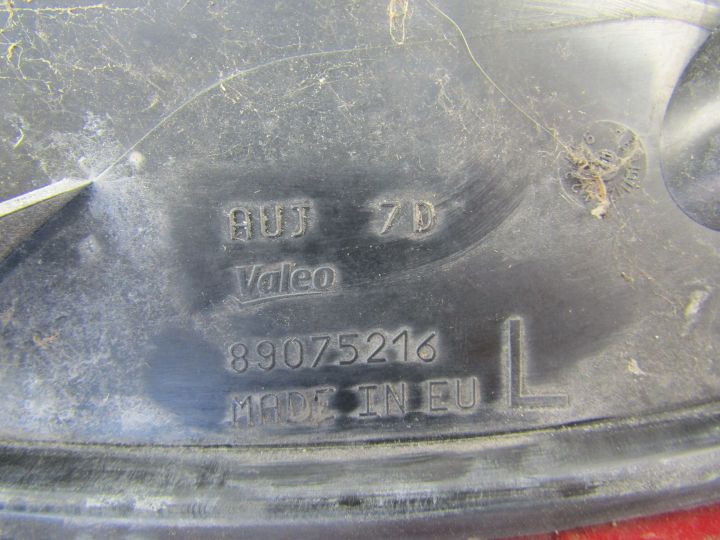 AUJ 7D
Valeo
89075216
MADE IN EU L